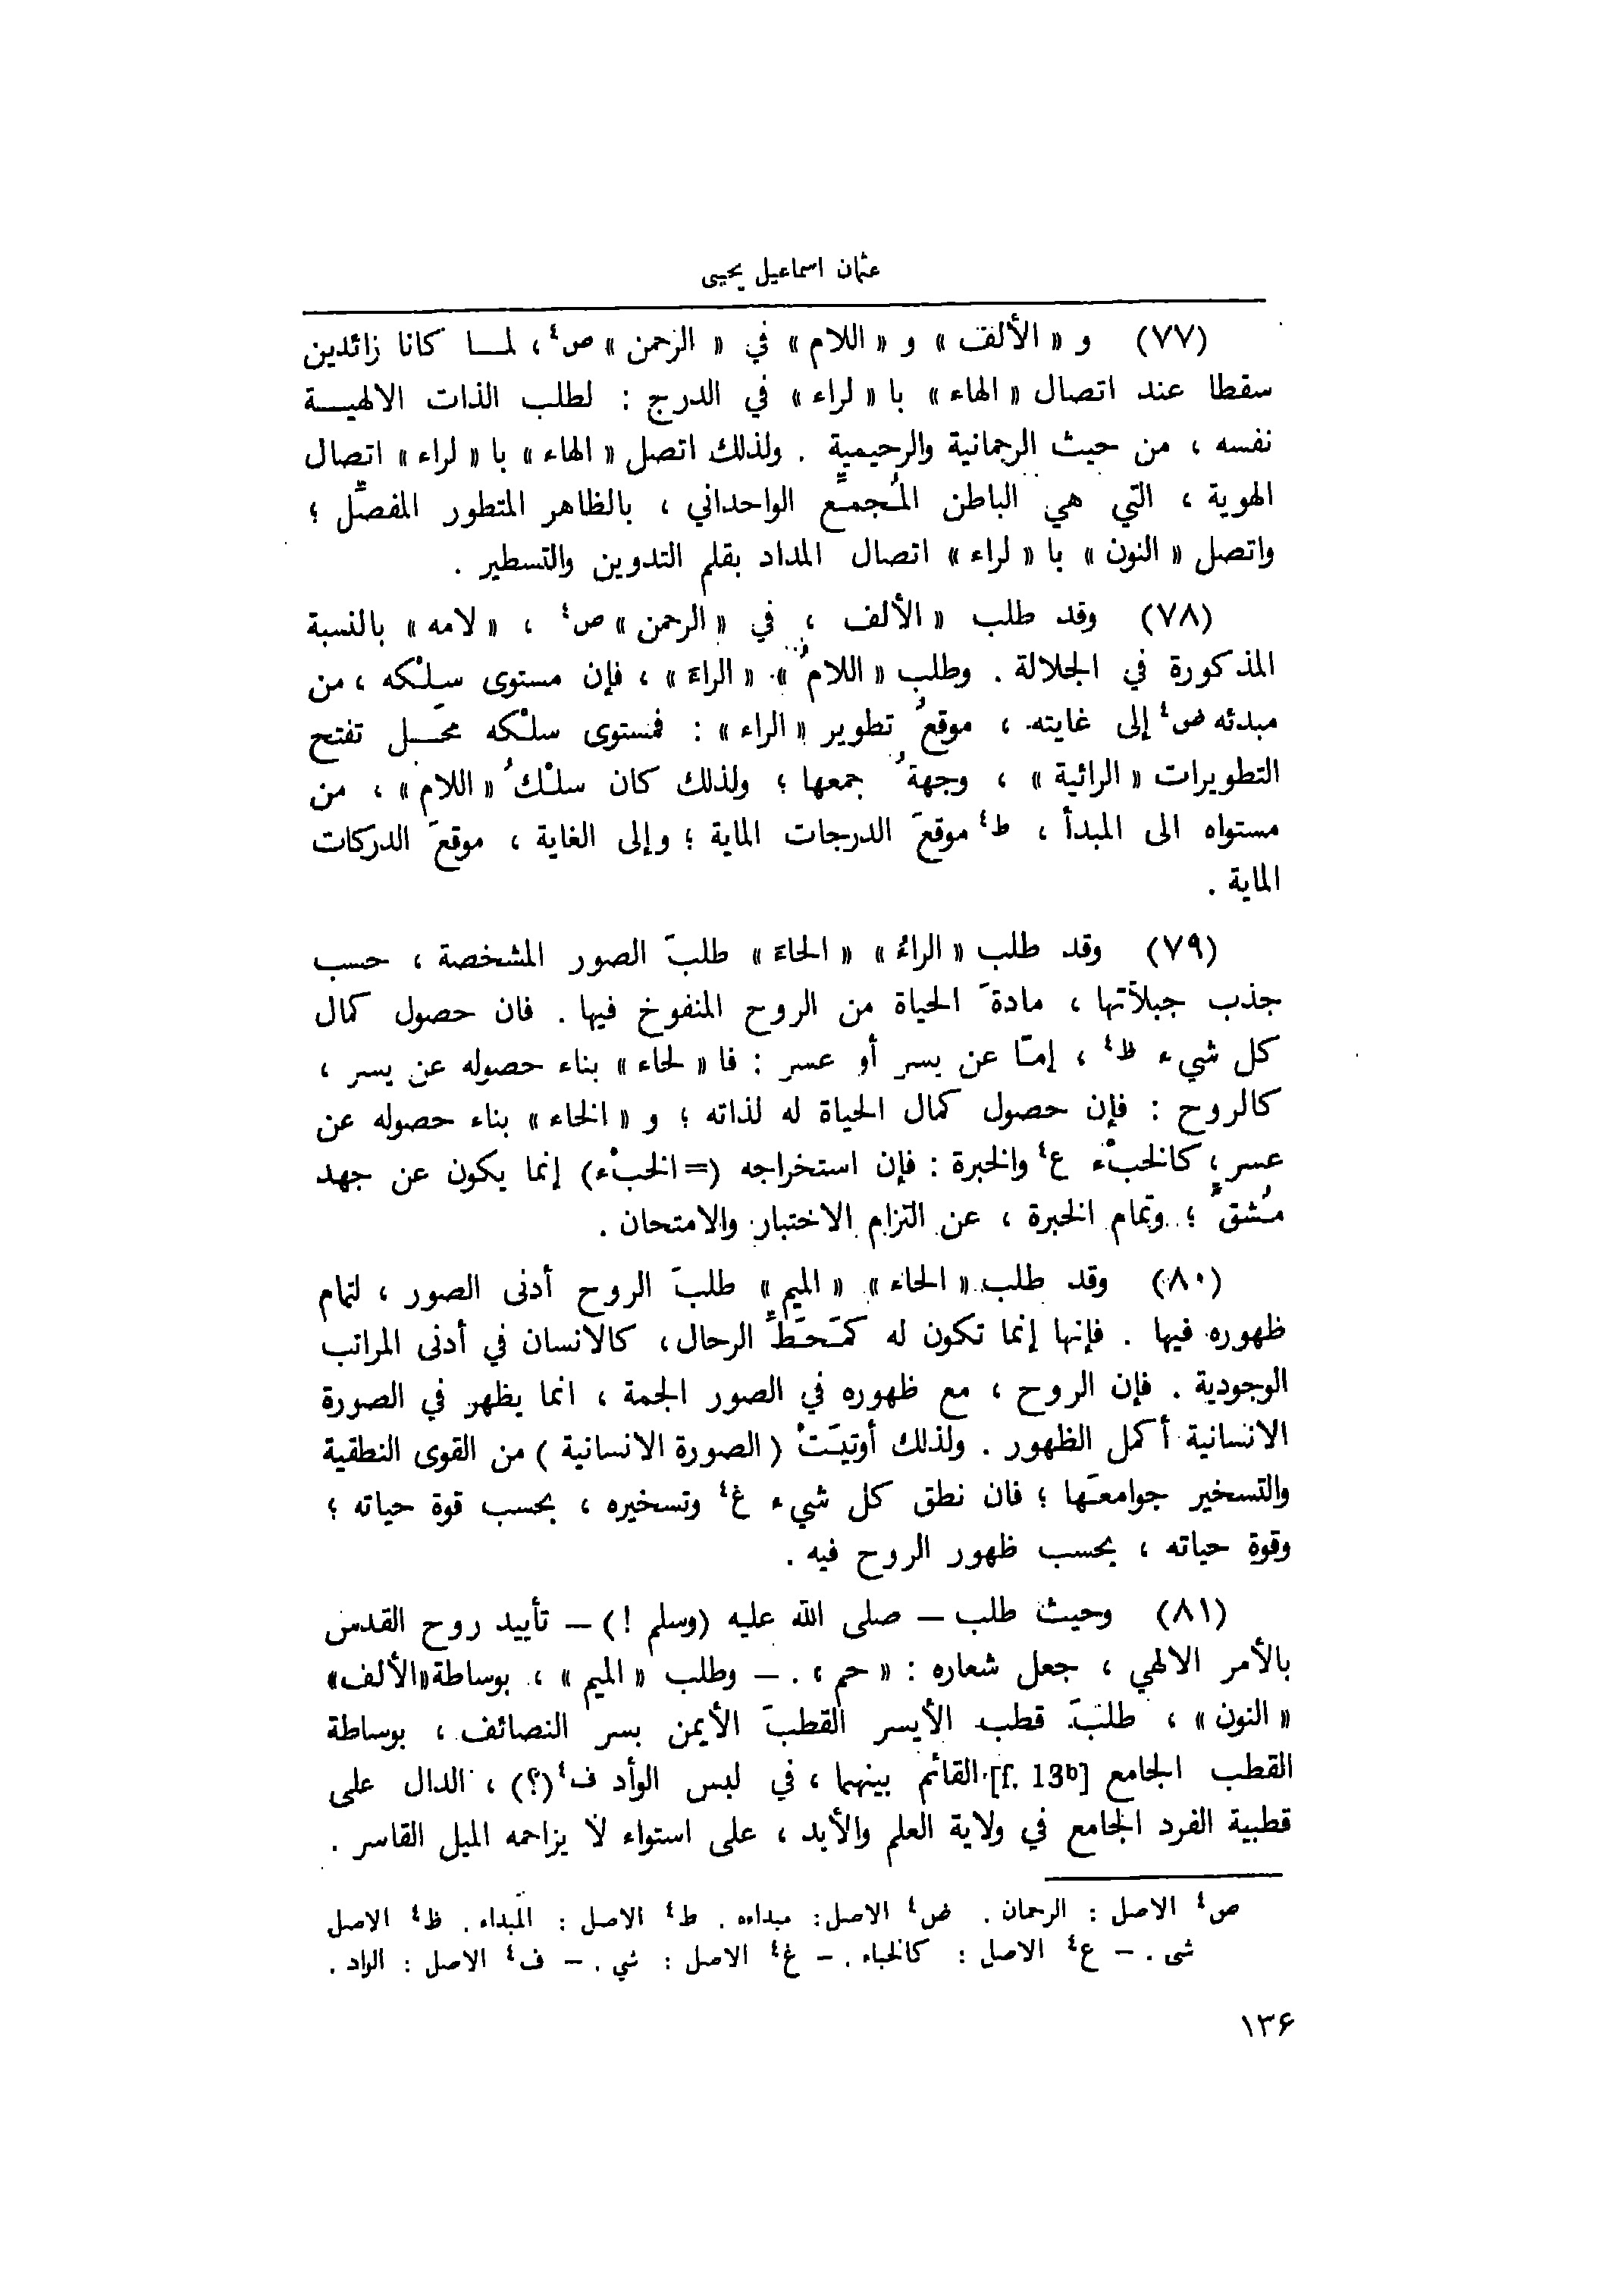 عثمان اسماعيل يحيى
(٧٧) و « الألف » و « اللام » في « الرحمن » ص٤ ، لمـا كانا زائدين
سقطا عند اتصال « الهاء » با « لراء » في الدرج : لطلب الذات الالهيـة
نفسه ، من حيث الرحمانية والرحيمية . ولذلك اتصل « الهاء » با « لراء » اتصال
الهوية ، التي هي الباطن المُجمَّع الواحداني ، بالظاهر المتطور المفصَّل ؛
واتصل « النون » با « لراء » اتصال المداد بقلم التدوين والتسطير .
(٧٨) وقد طلب « الألف ، في « الرحمن » ص٤ ، « لامه » بالنسبة
المذكورة في الجلالة . وطلب « اللامُ » « الراءَ » ، فإن مستوى سِلْكه ، من
مبدئه ض٤ إلى غايته ، موقعُ تطوير « الراء » : فمستوى سلْكه محـل تفتح
التطويرات « الرائية » ، وجهةُ جمعها ؛ ولذلك كان سلْكُ « اللام » ، من
مستواه الى المبدأ ، ط٤ موقعَ الدرجات الماية ؛ وإلى الغاية ، موقعَ الدركات
الماية .
(٧٩) وقد طلب « الراءُ » « الحاءَ » طلبَ الصور المشخصة ، حسب
جذب جبلاّتها ، مادةَ الحياة من الروح المنفوخ فيها . فان حصول كمال
كل شيء ظ٤ ، إمّا عن يسر أو عسر : فا « لحاء » بناء حصوله عن يسر ،
كالروح : فإن حصول كمال الحياة له لذاته ؛ و « الخاء » بناء حصوله عن
عسر ، كالخبْء ع٤ والخبرة : فإن استخراجه (= الخبْء) إنما يكون عن جهد
مُشقٍّ ؛ وتمام الخبرة ، عن التزام الاختبار والامتحان .
(٨٠) وقد طلب « الحاء » « الميم » طلبَ الروح أدنى الصور ، لتمام
ظهوره فيها . فإنها إنما تكون له كمَحَطِّ الرحال ، كالانسان في أدنى المراتب
الوجودية . فإن الروح ، مع ظهوره في الصور الجمة ، انما يظهر في الصورة
الانسانية أكمل الظهور . ولذلك أوتيَتْ (الصورة الانسانية) من القوى النطقية
والتسخير جوامعَها ؛ فان نطق كل شيء غ٤ وتسخيره ، بحسب قوة حياته ؛
وقوة حياته ، بحسب ظهور الروح فيه .
(٨١) وحيث طلب – صلى الله عليه (وسلم !) – تأييد روح القدس
بالأمر الالهي ، جعل شعاره : « حم » . – وطلب « الميم » ، بوساطة «الألف»
« النون » ، طلبَ قطب الأيسر القطبَ الأيمن بسر النصائف ، بوساطة
القطب الجامع [f. 13b] القائم بينهما ، في لبس الوأد ف٤ (؟) ، الدال على
قطبية الفرد الجامع في ولاية العلم والأبد ، على استواء لا يزاحمه الميل القاسر .
ص٤ الاصل : الرحمان . ض٤ الاصل : مبداءه . ط٤ الاصل : المبداء . ظ٤ الاصل
شى . – ع٤ الاصل : كالخباء . – غ٤ الاصل : شي . – ف٤ الاصل : الواد .
١٣۶